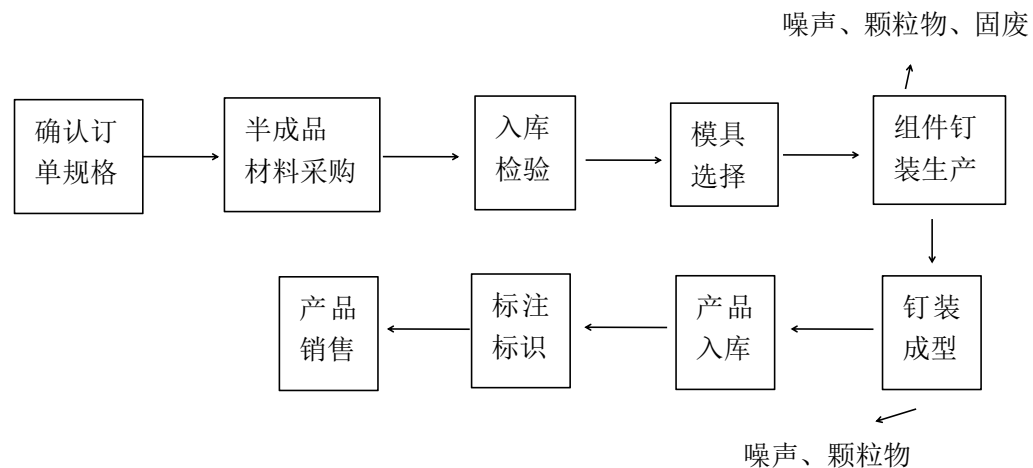 噪声、颗粒物、固废
确认订
单规格
半成品
材料采购
入库
检验
模具
选择
组件钉
装生产
钉装
成型
产品
入库
标注
标识
产品
销售
噪声、颗粒物